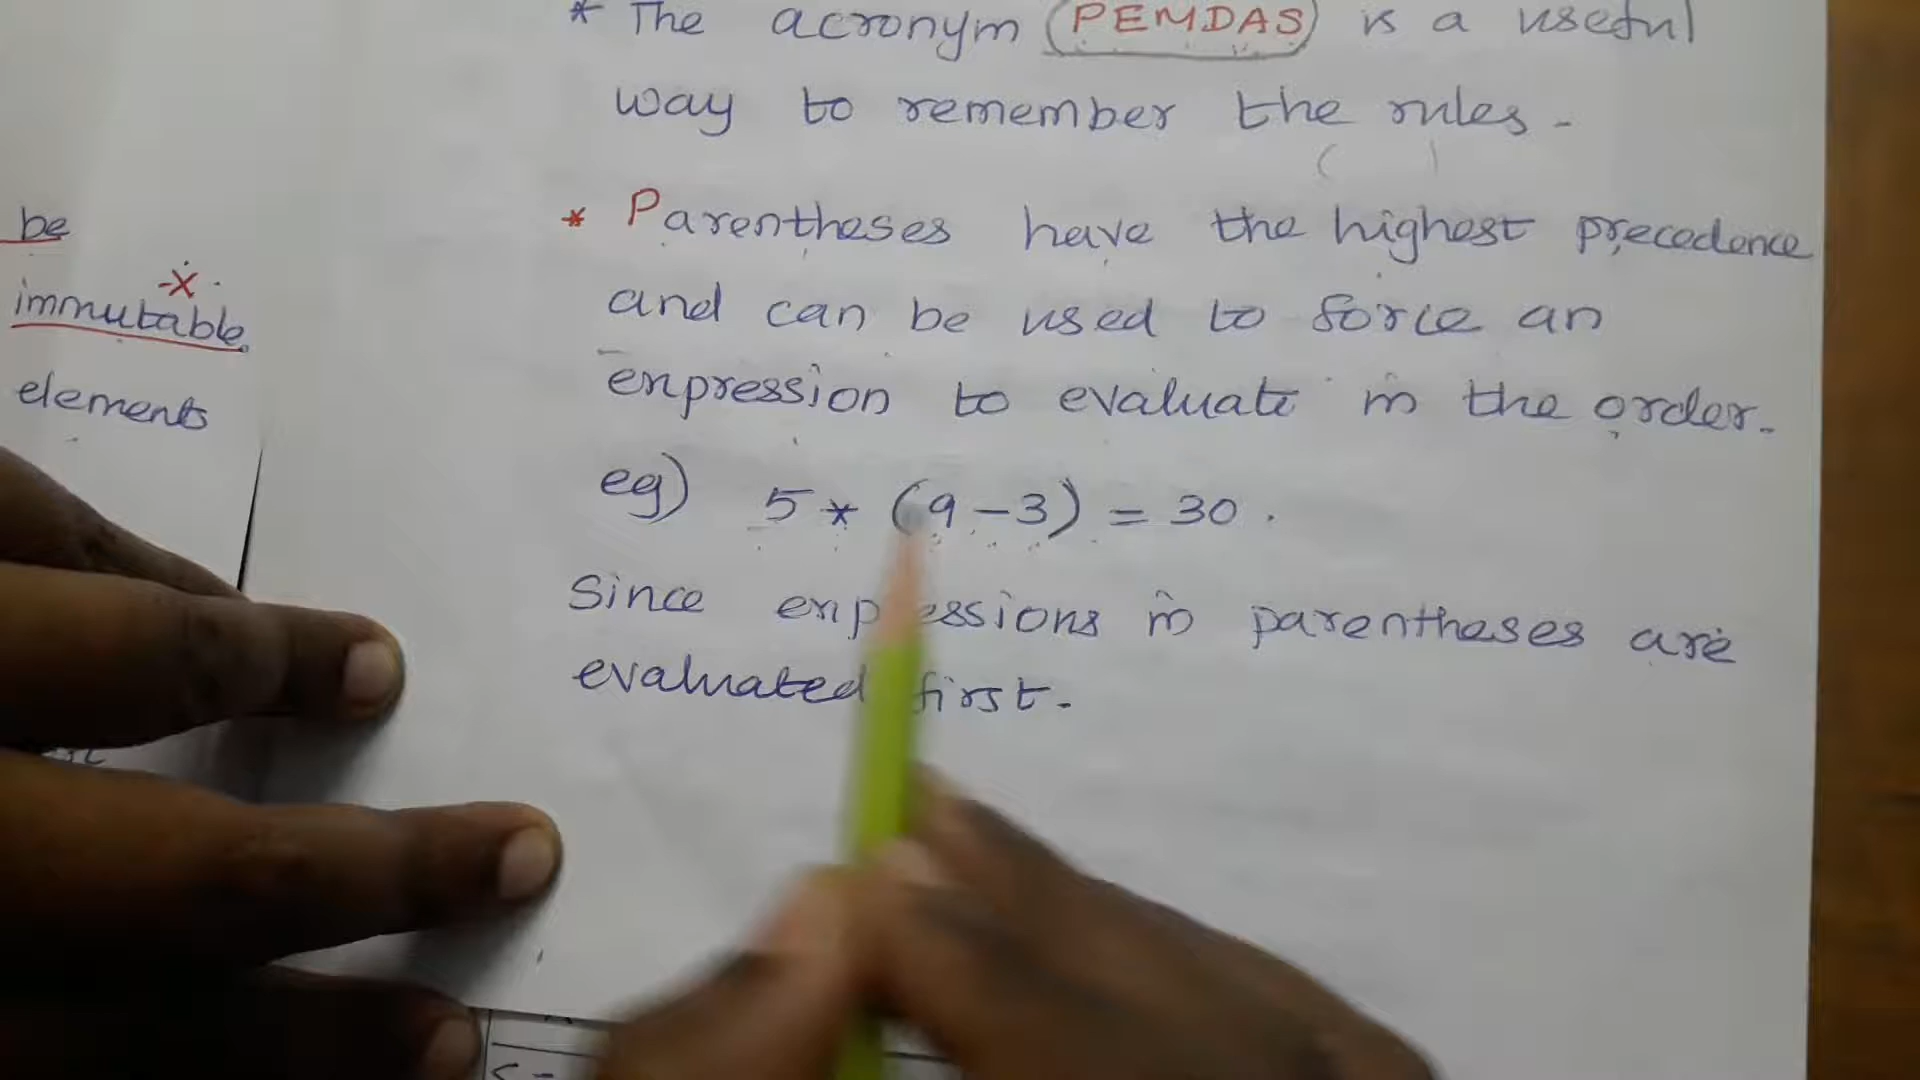 * The acronym (PEMDAS) is a useful
way to remember the rules.
( )
* Parentheses have the highest precedence
and can be used to force an
expression to evaluate in the order.
eg) 5 * (9 - 3) = 30.
Since expressions in parentheses are
evaluated first.
be
-x
immutable.
elements